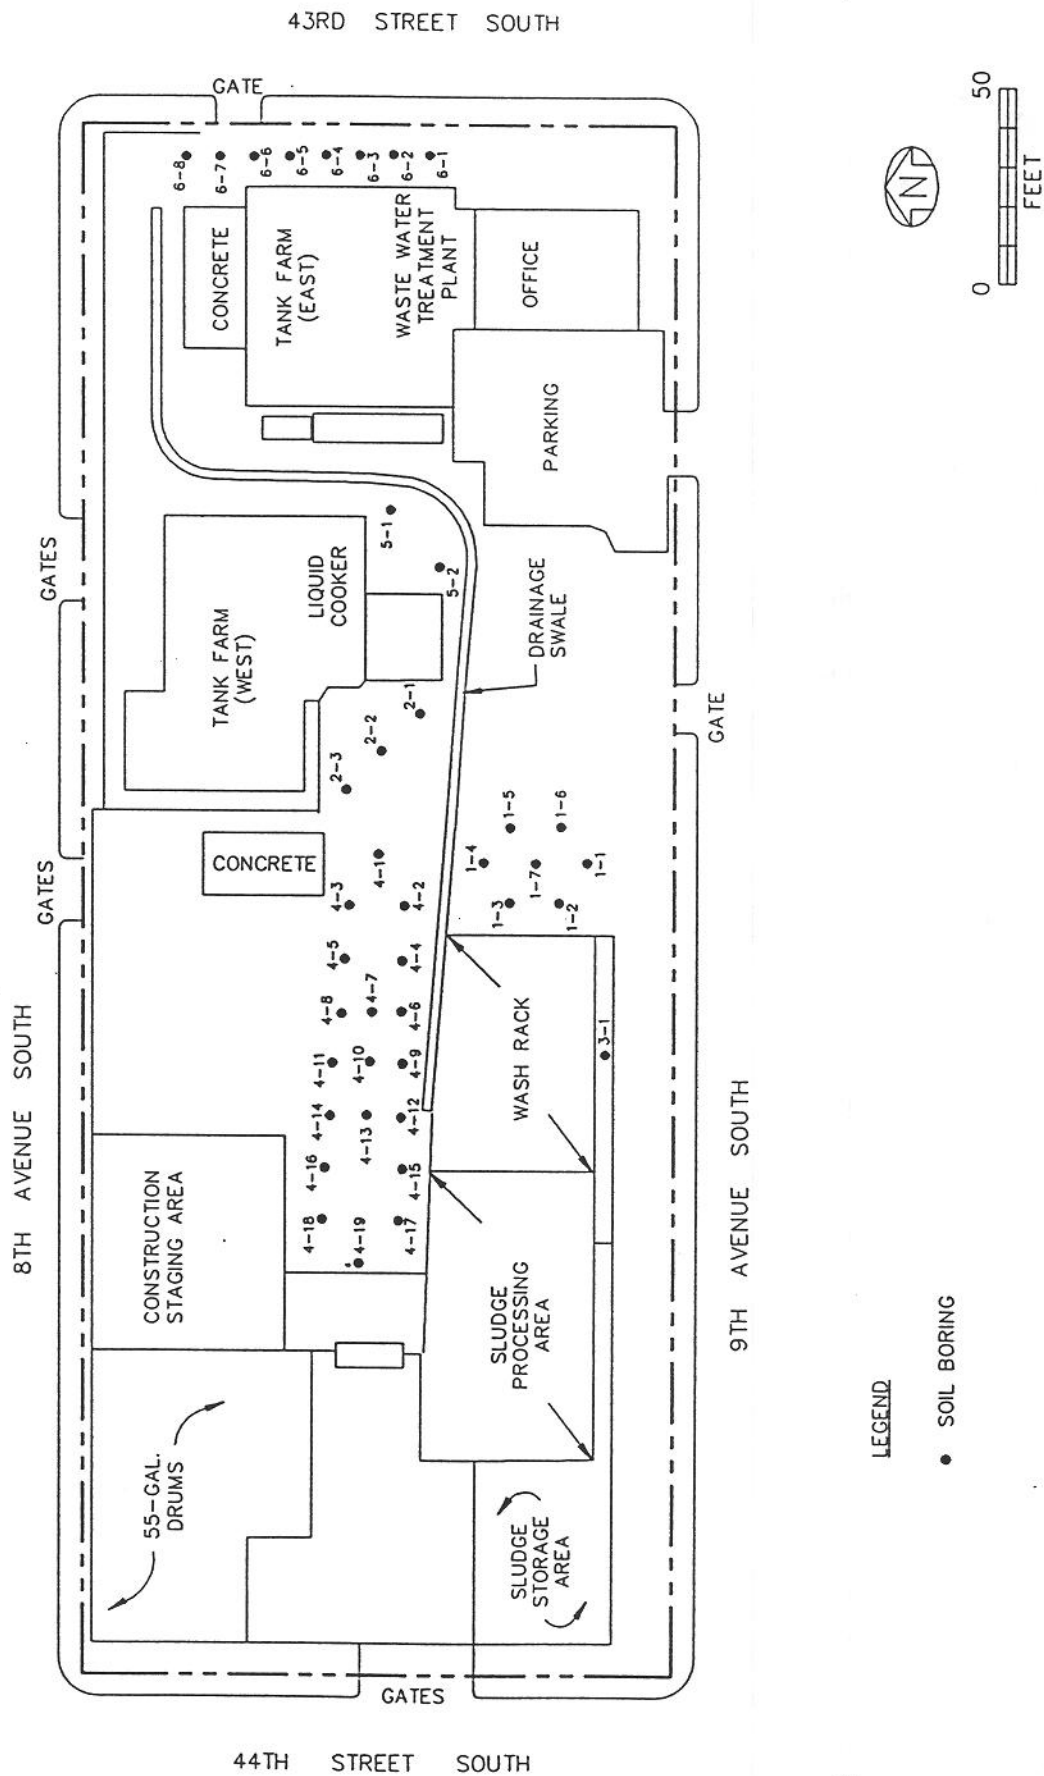 43RD STREET SOUTH
GATE
50
FEET
0
N
6-8
6-7
6-6
6-5
6-4
6-3
6-2
6-1
CONCRETE
TANK FARM
(EAST)
WASTE WATER
TREATMENT
PLANT
OFFICE
PARKING
GATES
5-1
5-2
LIQUID
COOKER
TANK FARM
(WEST)
DRAINAGE
SWALE
2-1
2-2
2-3
GATE
GATES
CONCRETE
1-5
1-6
1-4
1-7
1-1
1-3
1-2
4-1
4-3
4-2
4-5
4-4
4-8
4-7
4-6
4-11
4-10
4-9
4-14
4-13
4-12
4-16
4-15
4-18
4-19
4-17
WASH RACK
3-1
8TH AVENUE SOUTH
9TH AVENUE SOUTH
CONSTRUCTION
STAGING AREA
SLUDGE
PROCESSING
AREA
55-GAL.
DRUMS
SLUDGE
STORAGE
AREA
LEGEND
SOIL BORING
GATES
44TH STREET SOUTH